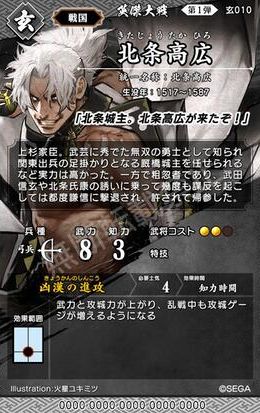 玄
戦国
英傑大戦
第1弾
玄010
きたじょう たか ひろ
北条高広
統一名称:北条高広
生没年:1517～1587
「北条城主。北条高広が来たぞ!」
上杉家臣。武芸に秀でた無双の勇士として知られ
関東出兵の足掛かりとなる厩橋城主を任せられる
など実力は高かった。一方で粗忍者であり、武田
信玄や北条氏康の誘いに乗って幾度も謀反を起こ
しては都度謙信に撃退され、許されて帰参した。
兵種 武力 知力 武将コスト
弓兵 8 3 特技
きょうかんのしんこう
凶漢の進攻
必要士気 4
効果時間 知力時間
効果範囲
武力と攻城力が上がり、乱戦中も攻城ゲー
ジが増えるようになる
Illustration:火星ユキミツ
©SEGA
0000-0000-0000-0000-0000